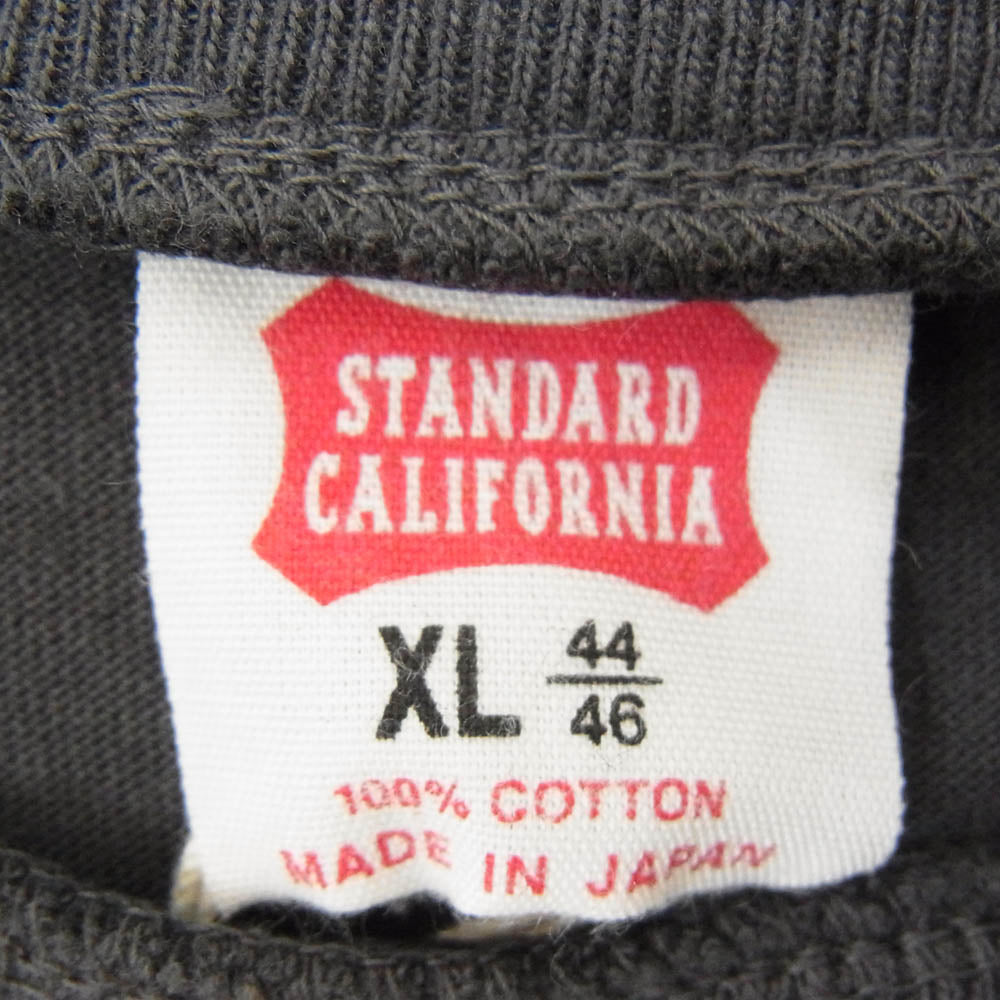 STANDARD
CALIFORNIA
XL 44/46
100% COTTON
MADE IN JAPAN